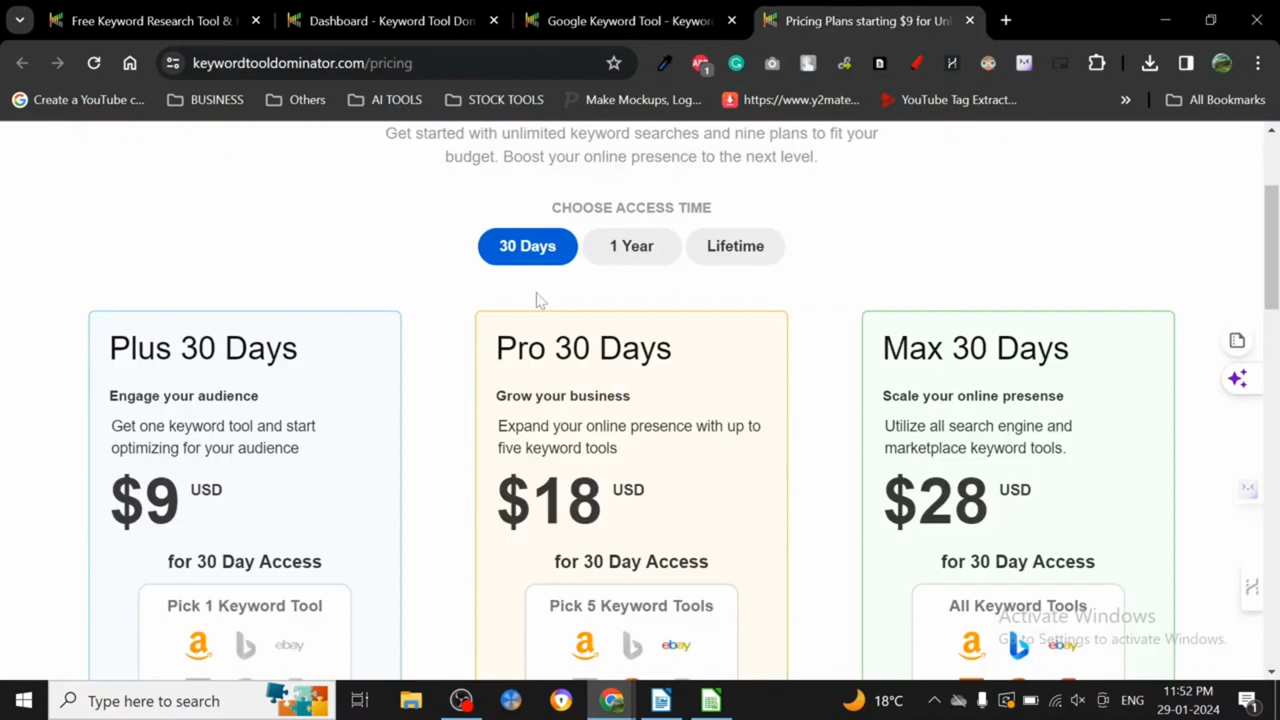 Free Keyword Research Tool &
Dashboard - Keyword Tool Don
Google Keyword Tool - Keywor
Pricing Plans starting $9 for Unl
keywordtooldominator.com/pricing
1
Create a YouTube c...
BUSINESS
Others
AI TOOLS
STOCK TOOLS
Make Mockups, Log...
https://www.y2mate...
YouTube Tag Extract...
All Bookmarks
Get started with unlimited keyword searches and nine plans to fit your
budget. Boost your online presence to the next level.
CHOOSE ACCESS TIME
30 Days
1 Year
Lifetime
Plus 30 Days
Engage your audience
Get one keyword tool and start
optimizing for your audience
$9 USD
for 30 Day Access
Pick 1 Keyword Tool
ebay
Pro 30 Days
Grow your business
Expand your online presence with up to
five keyword tools
$18 USD
for 30 Day Access
Pick 5 Keyword Tools
ebay
Max 30 Days
Scale your online presense
Utilize all search engine and
marketplace keyword tools.
$28 USD
for 30 Day Access
All Keyword Tools
ebay
Activate Windows
Go to Settings to activate Windows.
Type here to search
18°C
ENG
11:52 PM
29-01-2024
1